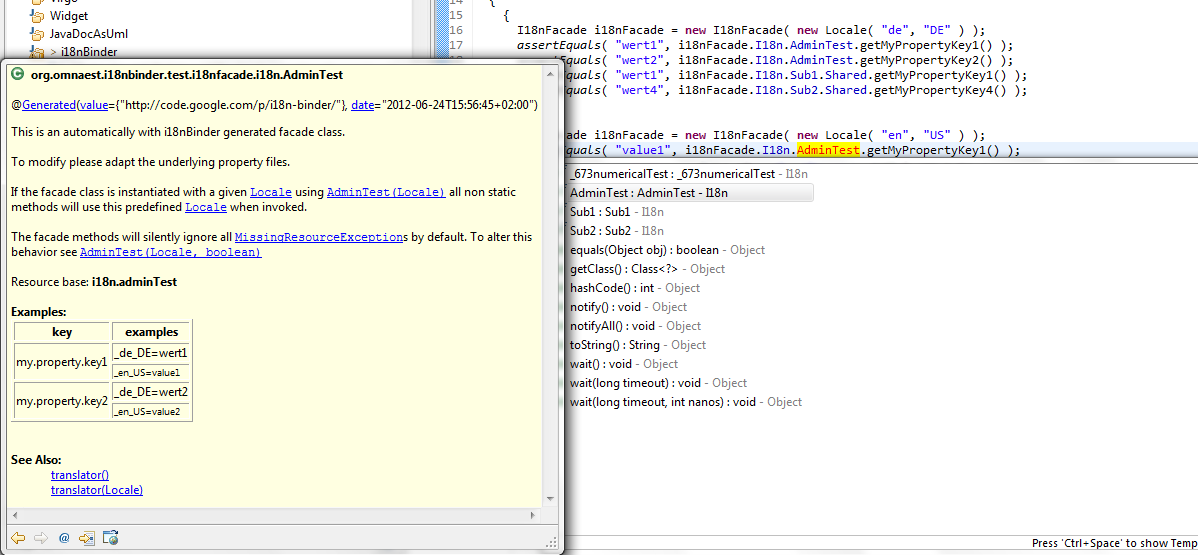 Virgo
Widget
JavaDocAsUml
> i18nBinder
14 {
15 {
16 I18nFacade i18nFacade = new I18nFacade( new Locale( "de", "DE" ) );
17 assertEquals( "wert1", i18nFacade.I18n.AdminTest.getMyPropertyKey1() );
Equals( "wert2", i18nFacade.I18n.AdminTest.getMyPropertyKey2() );
Equals( "wert1", i18nFacade.I18n.Sub1.Shared.getMyPropertyKey1() );
Equals( "wert4", i18nFacade.I18n.Sub2.Shared.getMyPropertyKey4() );
cade i18nFacade = new I18nFacade( new Locale( "en", "US" ) );
quals( "value1", i18nFacade.I18n.AdminTest.getMyPropertyKey1() );
org.omnaest.i18nbinder.test.i18nfacade.i18n.AdminTest
@Generated(value={"http://code.google.com/p/i18n-binder/"}, date="2012-06-24T15:56:45+02:00")
This is an automatically with i18nBinder generated facade class.
To modify please adapt the underlying property files.
If the facade class is instantiated with a given Locale using AdminTest(Locale) all non static
methods will use this predefined Locale when invoked.
The facade methods will silently ignore all MissingResourceExceptions by default. To alter this
behavior see AdminTest(Locale, boolean)
Resource base: i18n.adminTest
Examples:
key examples
my.property.key1 _de_DE=wert1
_en_US=value1
my.property.key2 _de_DE=wert2
_en_US=value2
See Also:
translator()
translator(Locale)
@
_673numericalTest : _673numericalTest - I18n
AdminTest : AdminTest - I18n
Sub1 : Sub1 - I18n
Sub2 : Sub2 - I18n
equals(Object obj) : boolean - Object
getClass() : Class<?> - Object
hashCode() : int - Object
notify() : void - Object
notifyAll() : void - Object
toString() : String - Object
wait() : void - Object
wait(long timeout) : void - Object
wait(long timeout, int nanos) : void - Object
Press 'Ctrl+Space' to show Temp